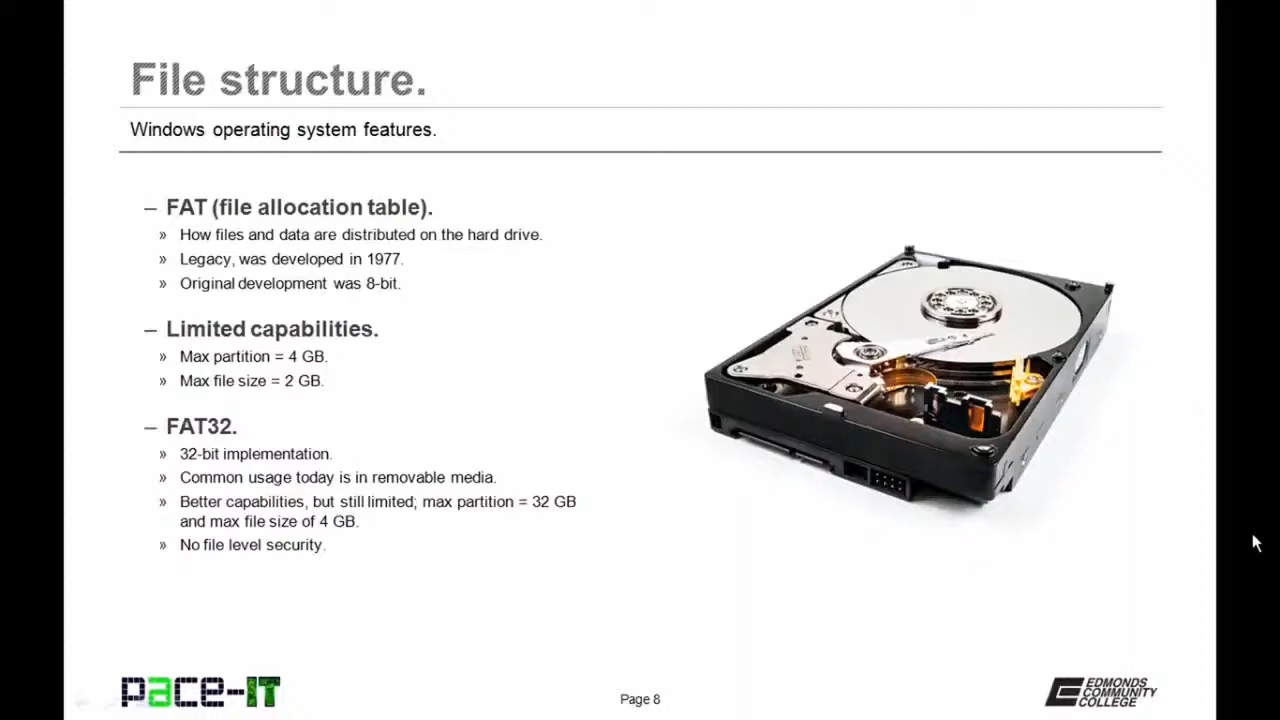 File structure.
Windows operating system features.
– FAT (file allocation table).
» How files and data are distributed on the hard drive.
» Legacy, was developed in 1977.
» Original development was 8-bit.
– Limited capabilities.
» Max partition = 4 GB.
» Max file size = 2 GB.
– FAT32.
» 32-bit implementation.
» Common usage today is in removable media.
» Better capabilities, but still limited; max partition = 32 GB
and max file size of 4 GB.
» No file level security.
pace-IT
Page 8
EDMONDS
COMMUNITY
COLLEGE